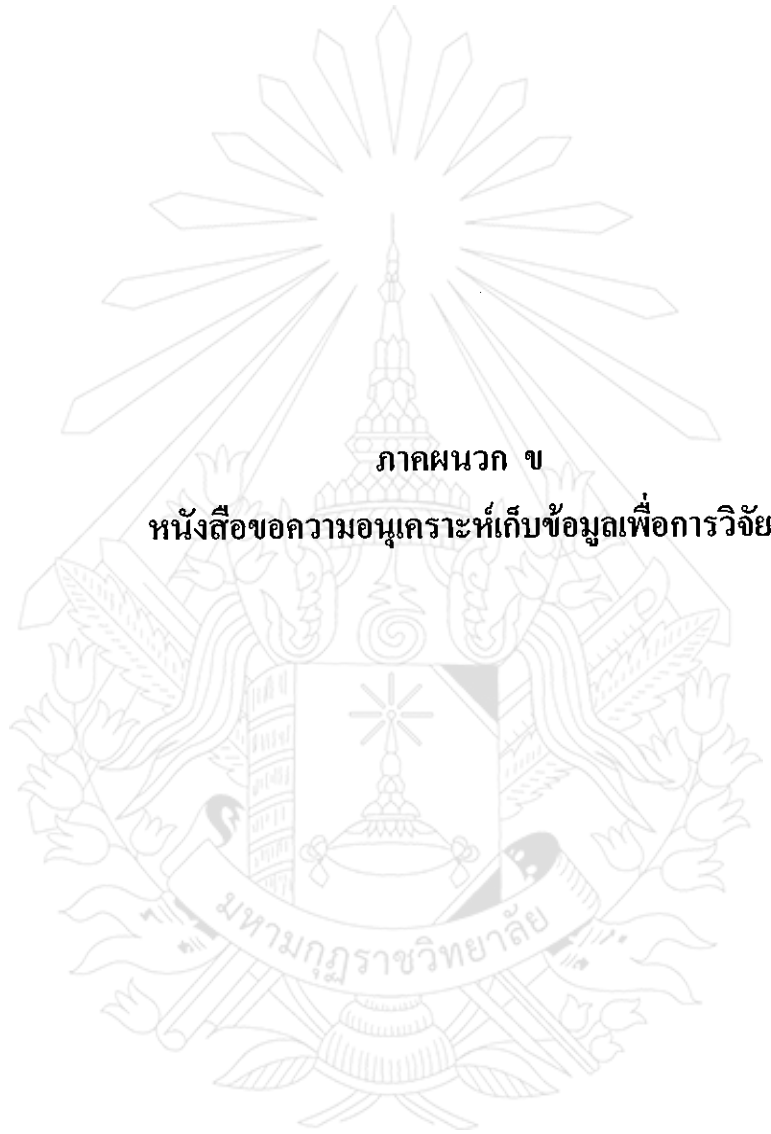 ภาคผนวก ข
หนังสือขอความอนุเคราะห์เก็บข้อมูลเพื่อการวิจัย
มหามกุฏราชวิทยาลัย